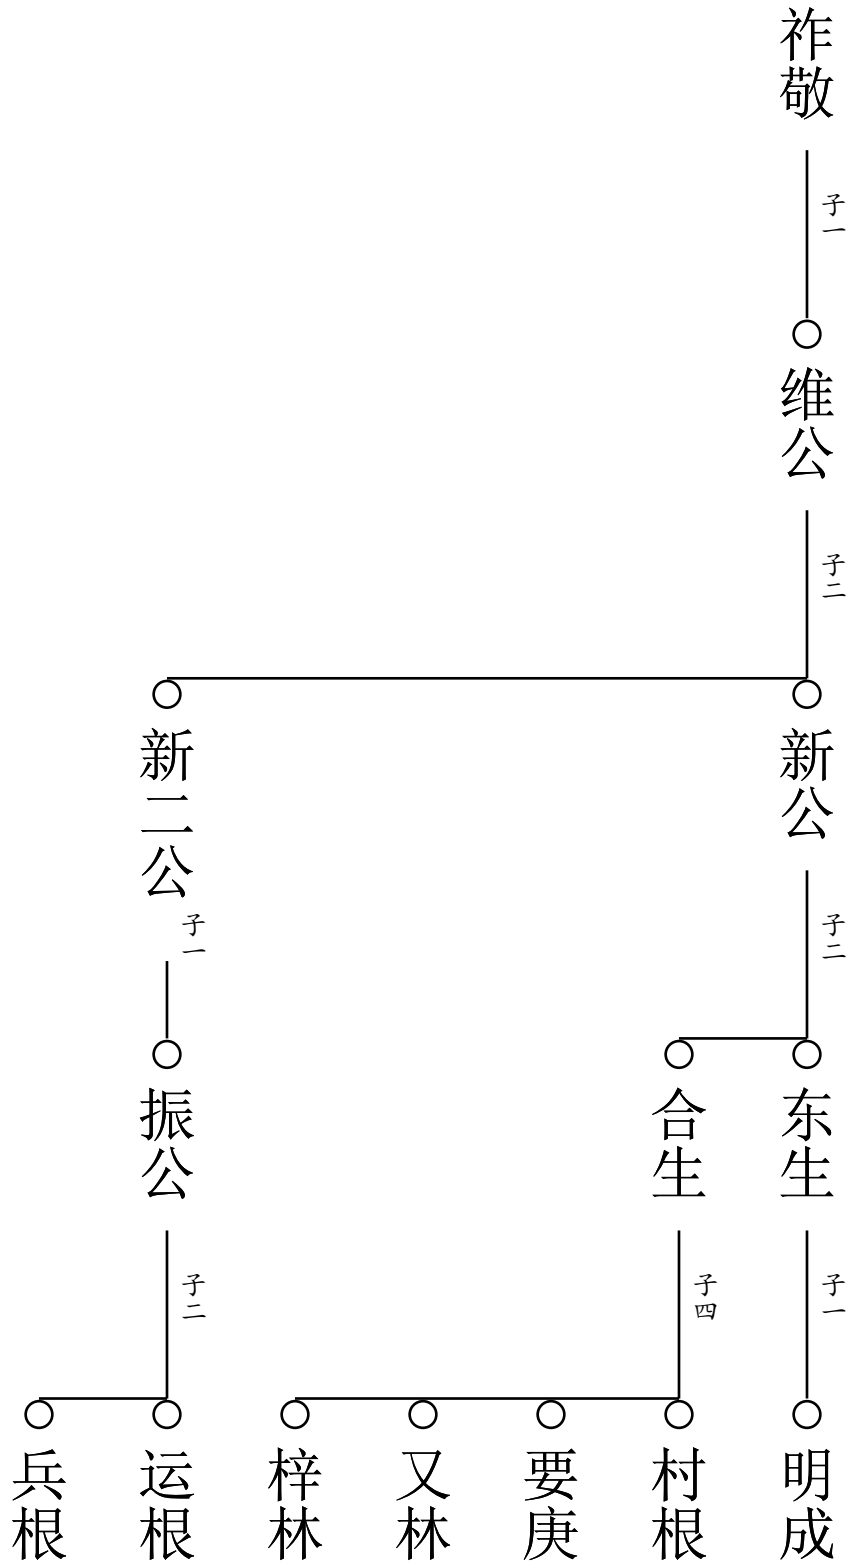 祚敬
子一
维公
子二
新公
子二
新二公
子一
东生
子一
合生
子四
振公
子二
明成
村根
要庚
又林
梓林
运根
兵根